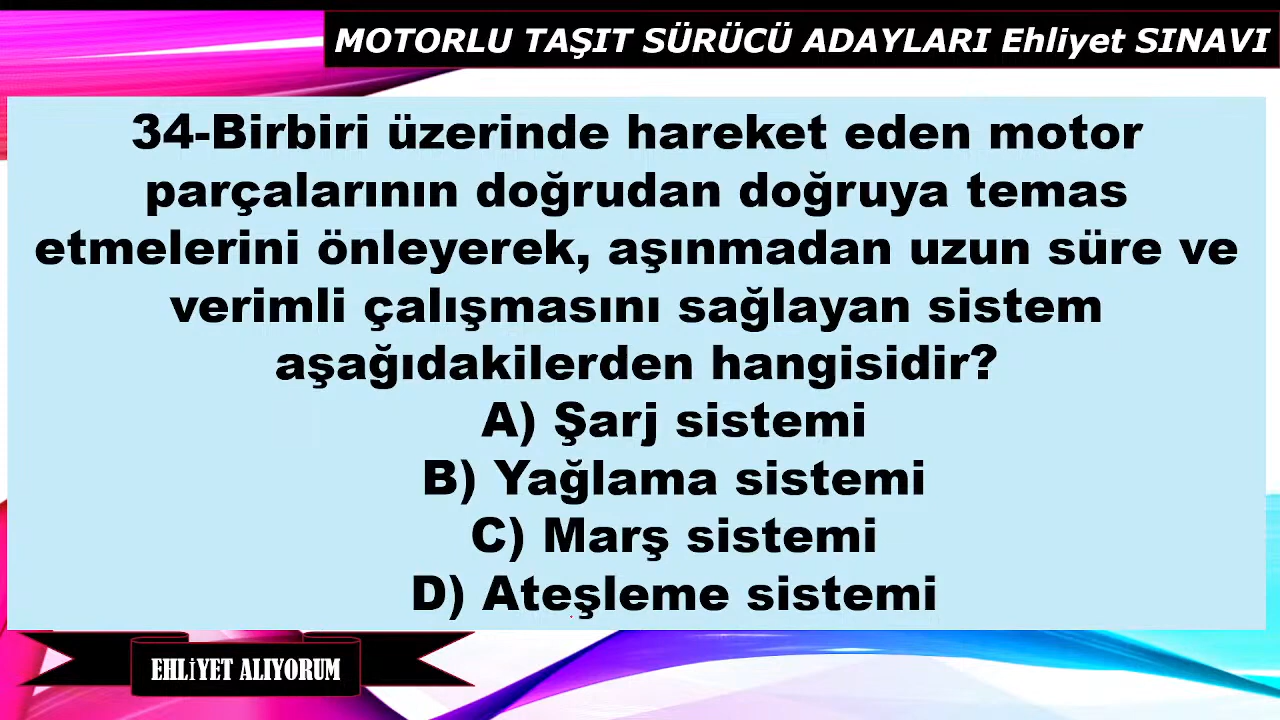 MOTORLU TAŞIT SÜRÜCÜ ADAYLARI Ehliyet SINAVI
34-Birbiri üzerinde hareket eden motor
parçalarının doğrudan doğruya temas
etmelerini önleyerek, aşınmadan uzun süre ve
verimli çalışmasını sağlayan sistem
aşağıdakilerden hangisidir?
A) Şarj sistemi
B) Yağlama sistemi
C) Marş sistemi
D) Ateşleme sistemi
EHLİYET ALIYORUM